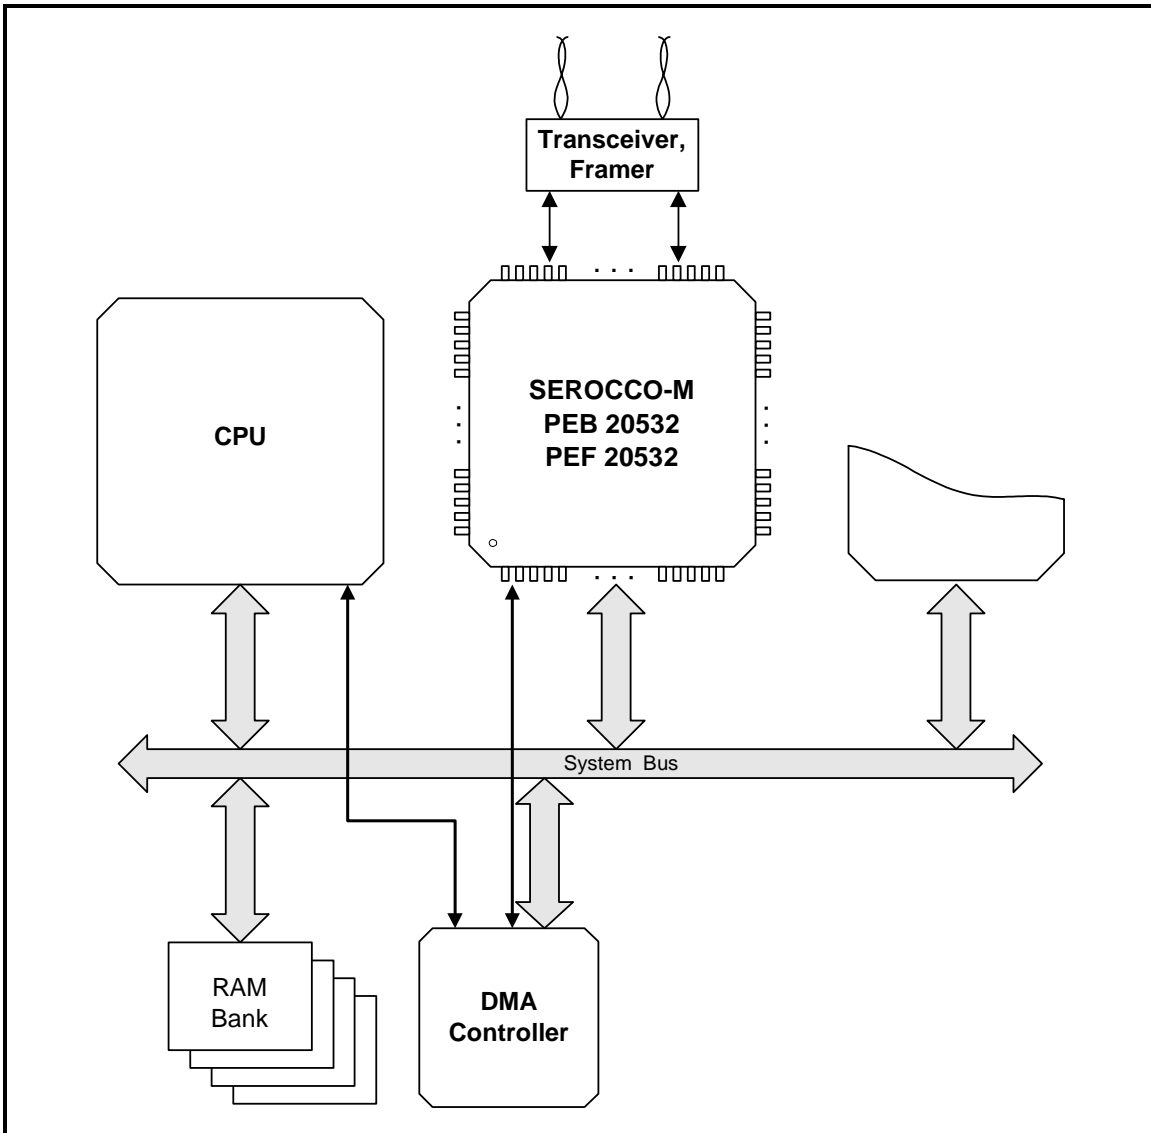 Transceiver,
Framer
SEROCCO-M
PEB 20532
PEF 20532
CPU
System Bus
RAM
Bank
DMA
Controller